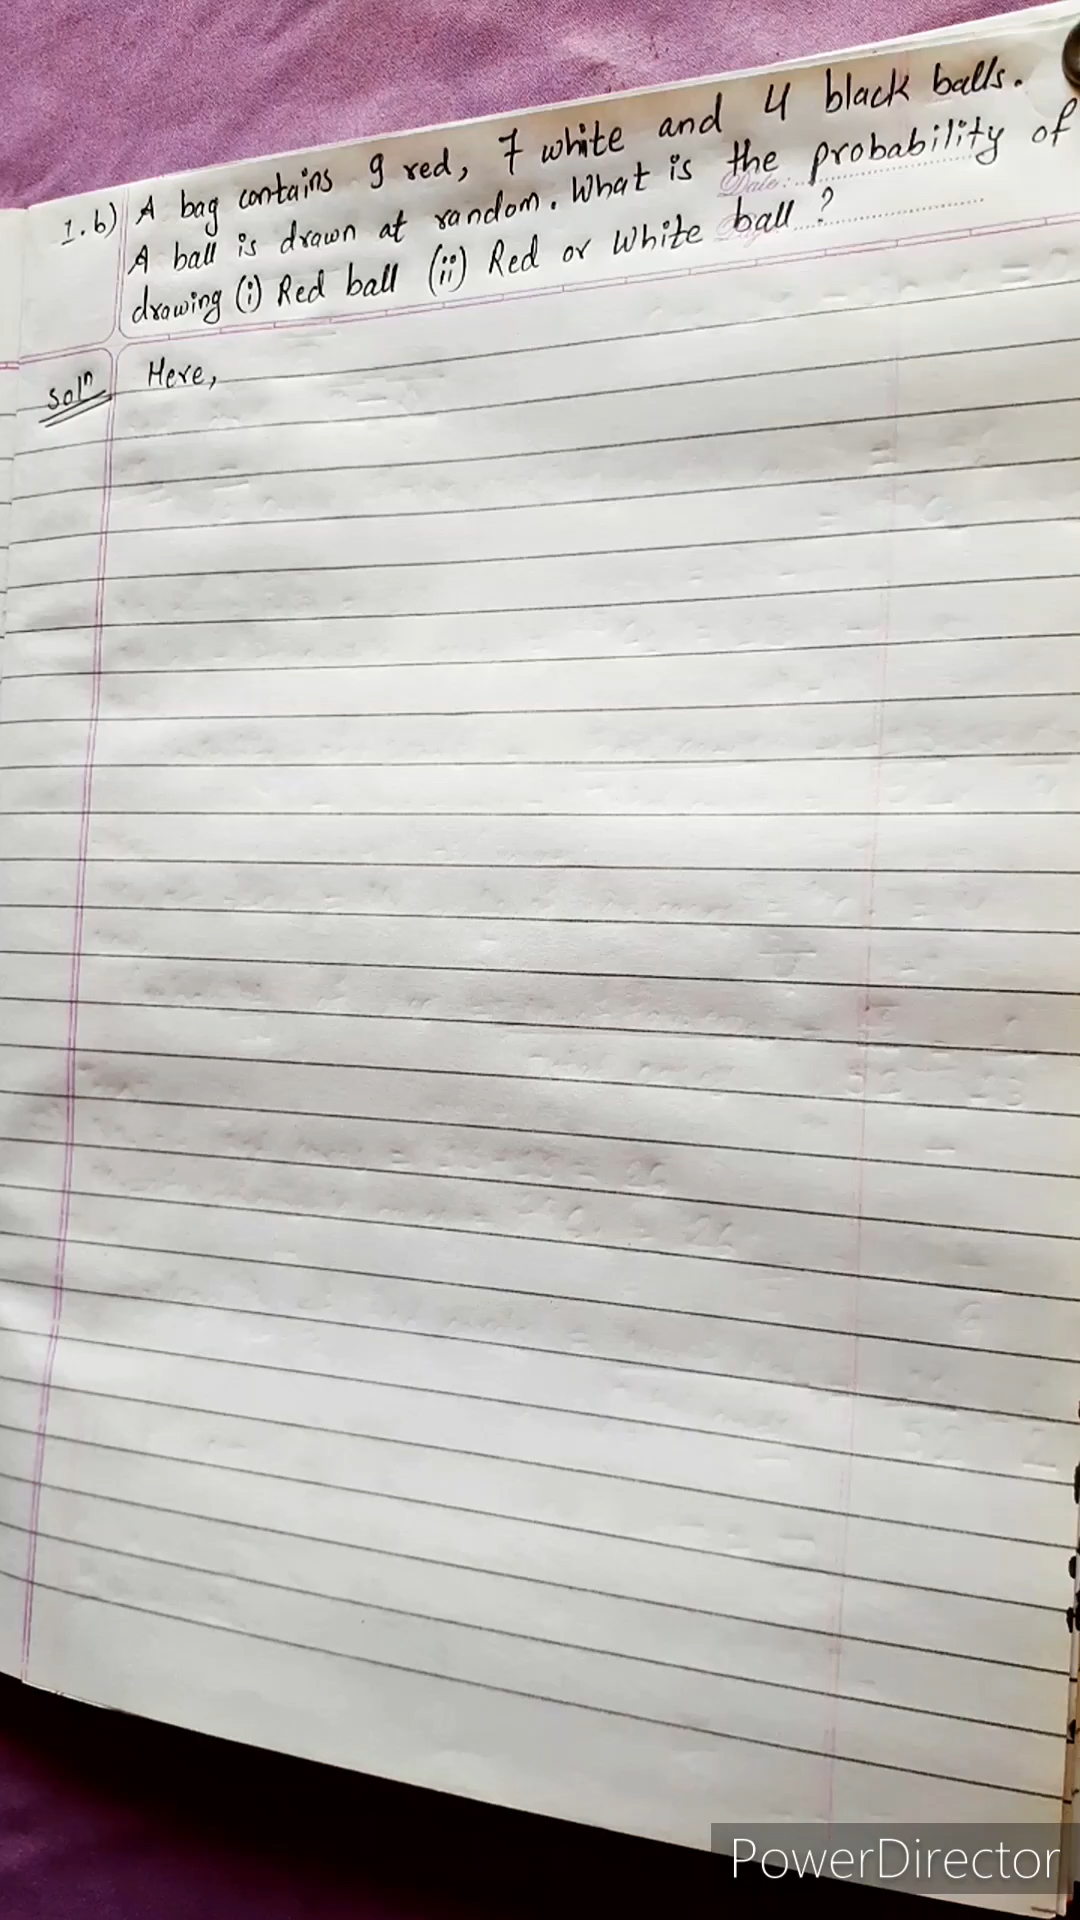 1.b) A bag contains 9 red, 7 white and 4 black balls.
A ball is drawn at random. What is the probability of
Date:
drawing (i) Red ball (ii) Red or White ball ?
Solⁿ Here,
PowerDirector